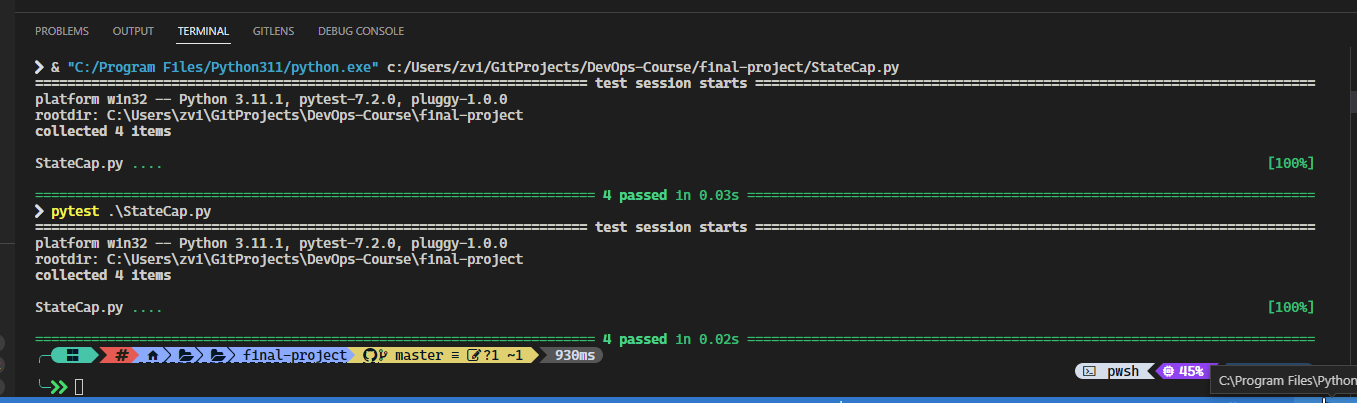 PROBLEMS OUTPUT TERMINAL GITLENS DEBUG CONSOLE
❯ & "C:/Program Files/Python311/python.exe" c:/Users/zv1/GitProjects/DevOps-Course/final-project/StateCap.py
======================================================================= test session starts =======================================================================
platform win32 -- Python 3.11.1, pytest-7.2.0, pluggy-1.0.0
rootdir: C:\Users\zv1\GitProjects\DevOps-Course\final-project
collected 4 items
StateCap.py .... [100%]
======================================================================== 4 passed in 0.03s ========================================================================
❯ pytest .\StateCap.py
======================================================================= test session starts =======================================================================
platform win32 -- Python 3.11.1, pytest-7.2.0, pluggy-1.0.0
rootdir: C:\Users\zv1\GitProjects\DevOps-Course\final-project
collected 4 items
StateCap.py .... [100%]
======================================================================== 4 passed in 0.02s ========================================================================
# final-project master ≡ ?1 ~1 930ms
pwsh 45%
C:\Program Files\Python